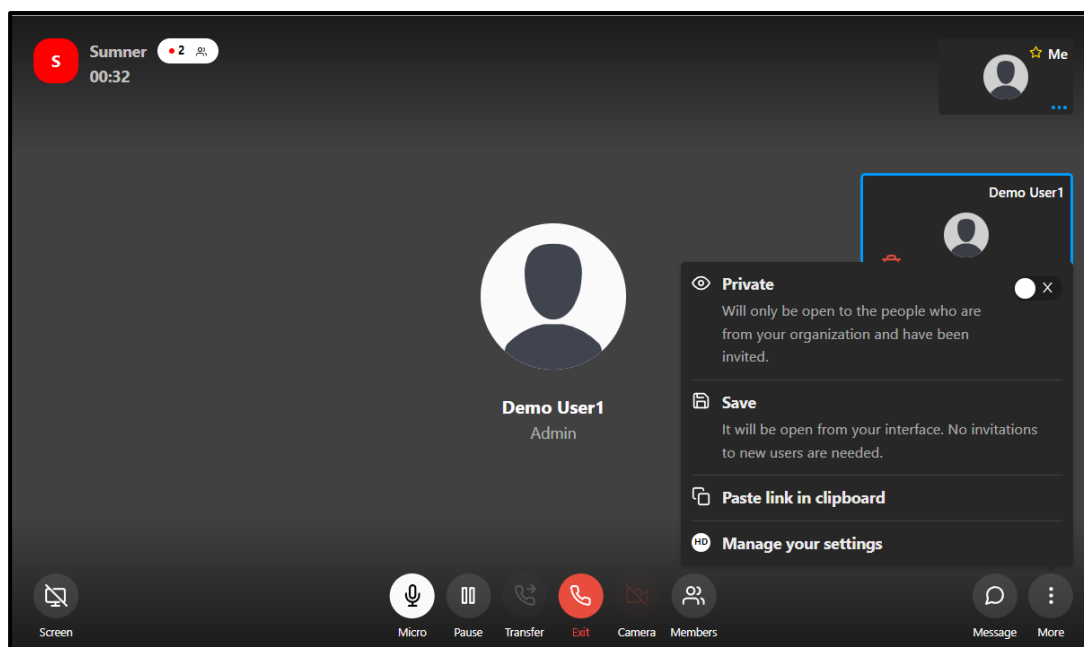 S
Sumner
2
00:32
Me
Demo User1
Demo User1
Admin
Private
X
Will only be open to the people who are
from your organization and have been
invited.
Save
It will be open from your interface. No invitations
to new users are needed.
Paste link in clipboard
HD Manage your settings
Screen
Micro
Pause
Transfer
Exit
Camera
Members
Message
More